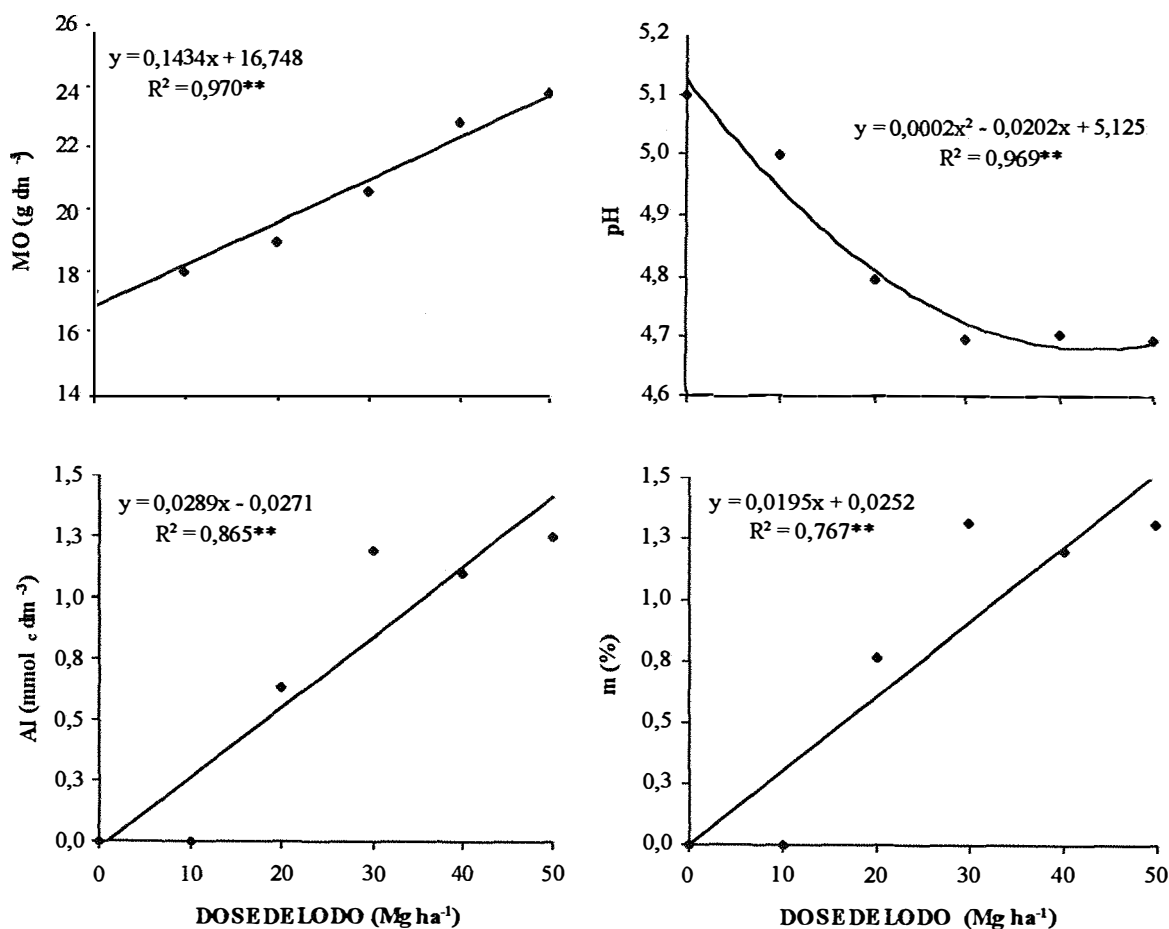 26
24
22
20
18
16
14
MO (g dn -3)
y = 0,1434x + 16,748
R² = 0,970**
5,2
5,1
5,0
4,9
4,8
4,7
4,6
pH
y = 0,0002x² - 0,0202x + 5,125
R² = 0,969**
1,5
1,3
1,0
0,8
0,5
0,3
0,0
Al (mmol c dm -3)
y = 0,0289x - 0,0271
R² = 0,865**
0 10 20 30 40 50
DOSE DE LODO (Mg ha-1)
1,5
1,3
1,0
0,8
0,5
0,3
0,0
m (%)
y = 0,0195x + 0,0252
R² = 0,767**
0 10 20 30 40 50
DOSE DE LODO (Mg ha-1)